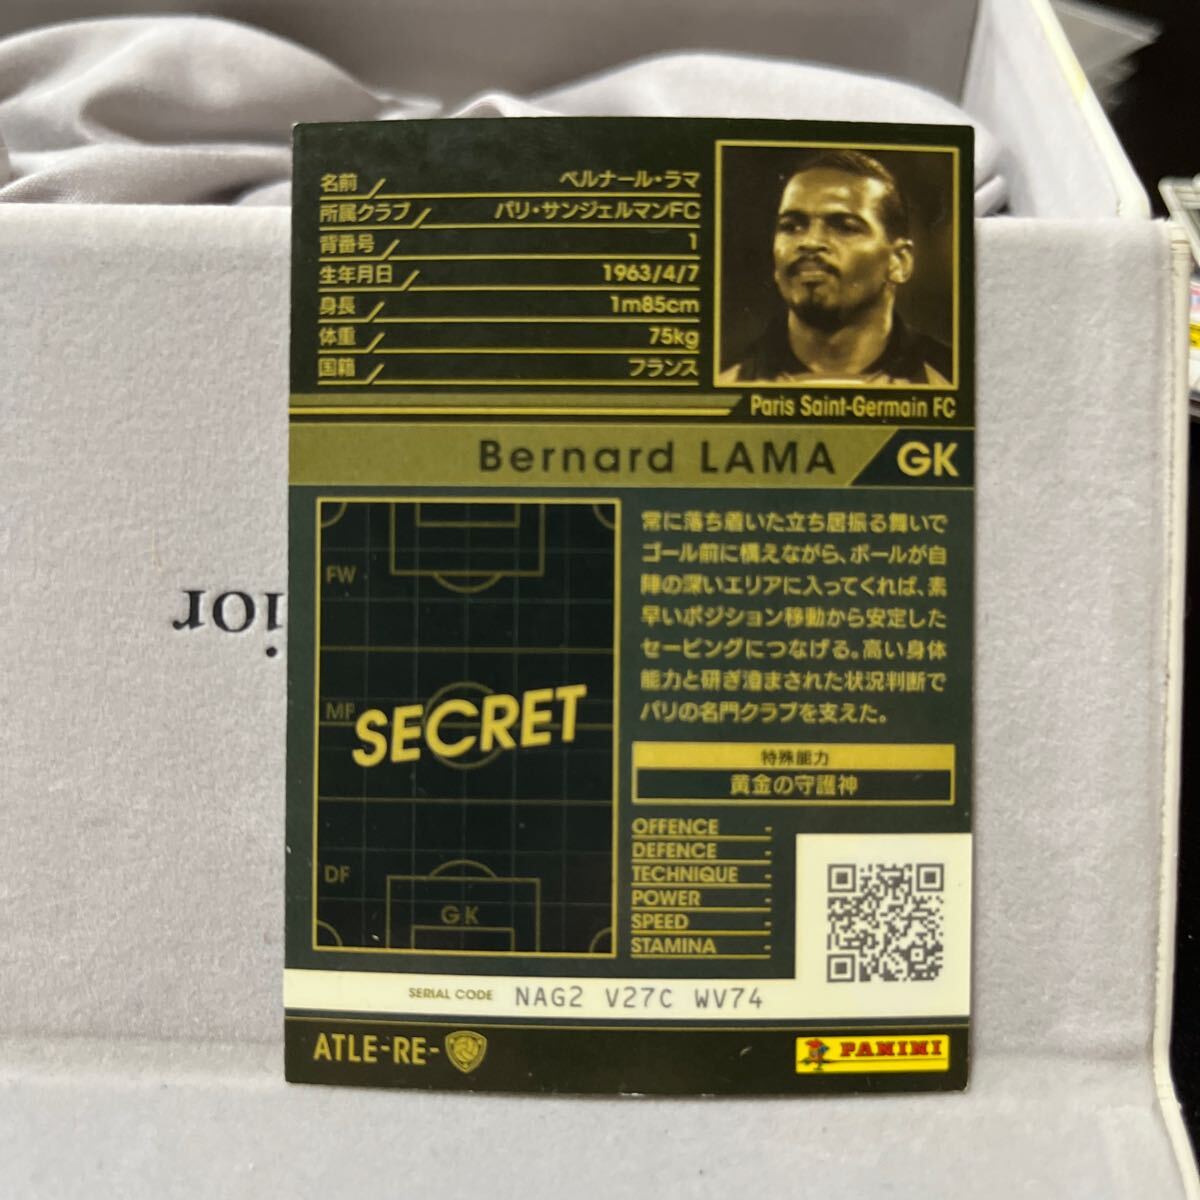 名前 ベルナール・ラマ
所属クラブ パリ・サンジェルマンFC
背番号 1
生年月日 1963/4/7
身長 1m85cm
体重 75kg
国籍 フランス
Paris Saint-Germain FC
Bernard LAMA GK
FW
MF
DF
GK
SECRET
常に落ち着いた立ち居振る舞いで
ゴール前に構えながら、ボールが自
陣の深いエリアに入ってくれば、素
早いポジション移動から安定した
セービングにつなげる。高い身体
能力と研ぎ澄まされた状況判断で
パリの名門クラブを支えた。
特殊能力
黄金の守護神
OFFENCE -
DEFENCE -
TECHNIQUE -
POWER -
SPEED -
STAMINA -
SERIAL CODE NAG2 V27C WV74
ATLE-RE-
PANINI
ior